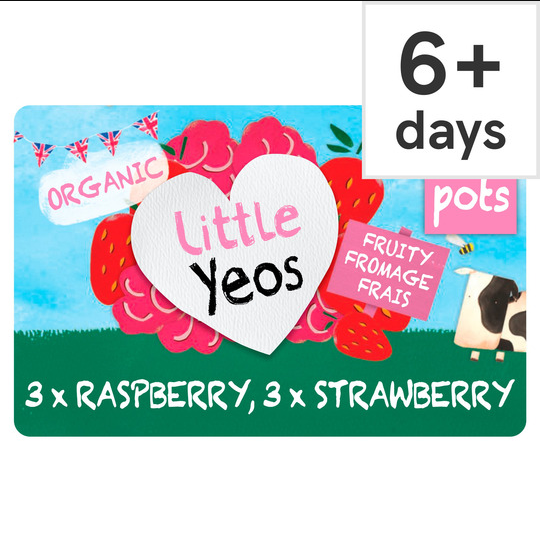 6+
days
ORGANIC
little
yeos
pots
FRUITY
FROMAGE
FRAIS
3 x RASPBERRY, 3 x STRAWBERRY